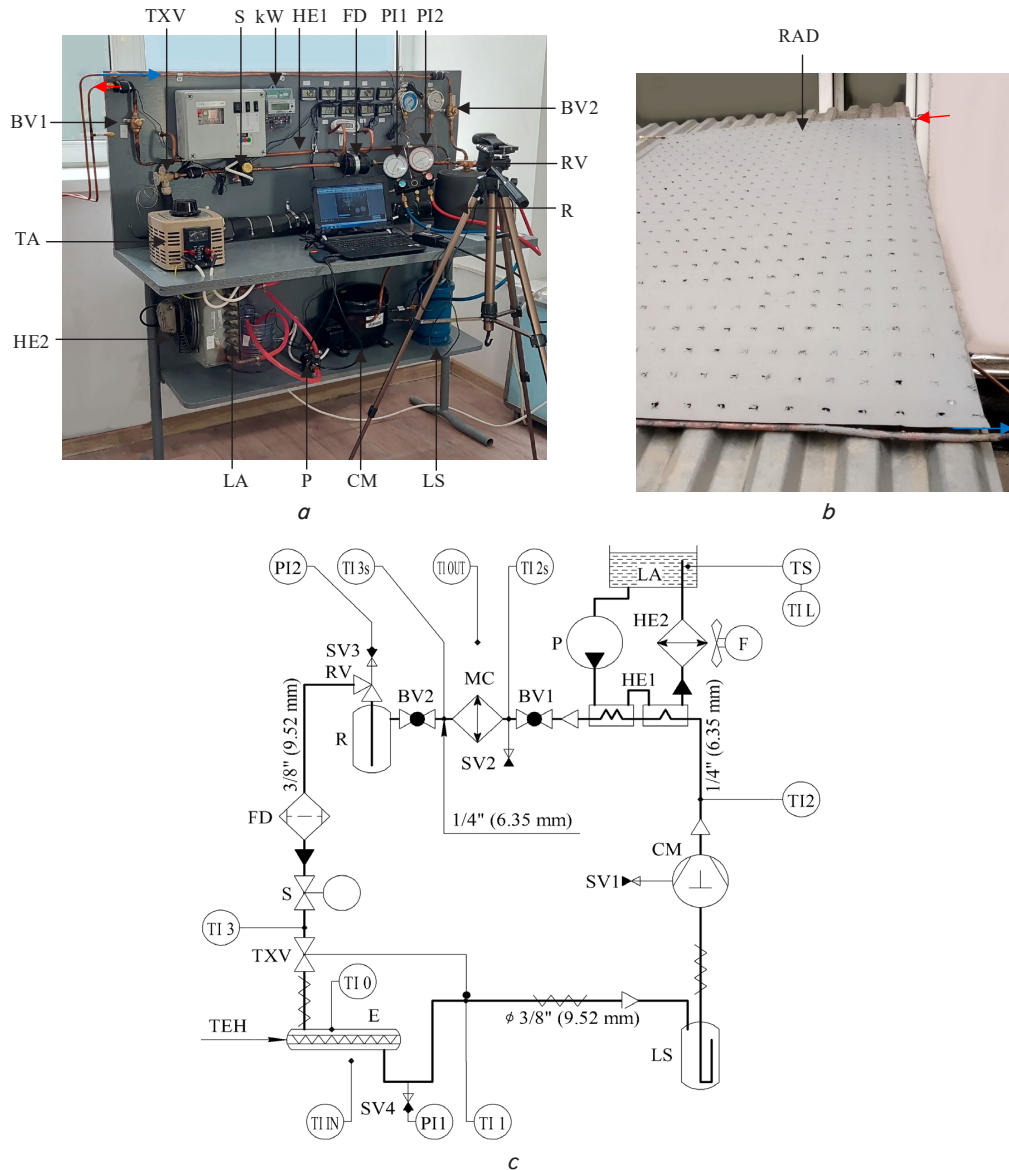 TXV S kW HE1 FD PI1 PI2
RAD
BV1
BV2
RV
R
TA
HE2
LA P CM LS
a
b
PI2 TI 3s TI OUT TI 2s LA TS
TI L
HE2
P F
SV3
RV MC HE1
BV2 BV1
R
SV2
3/8" (9.52 mm)
1/4" (6.35 mm)
FD 1/4" (6.35 mm) TI2
CM
SV1
S
TI 3
TXV
TI 0
E
ϕ 3/8" (9.52 mm)
TEH
LS
SV4
TI IN PI1 TI 1
c